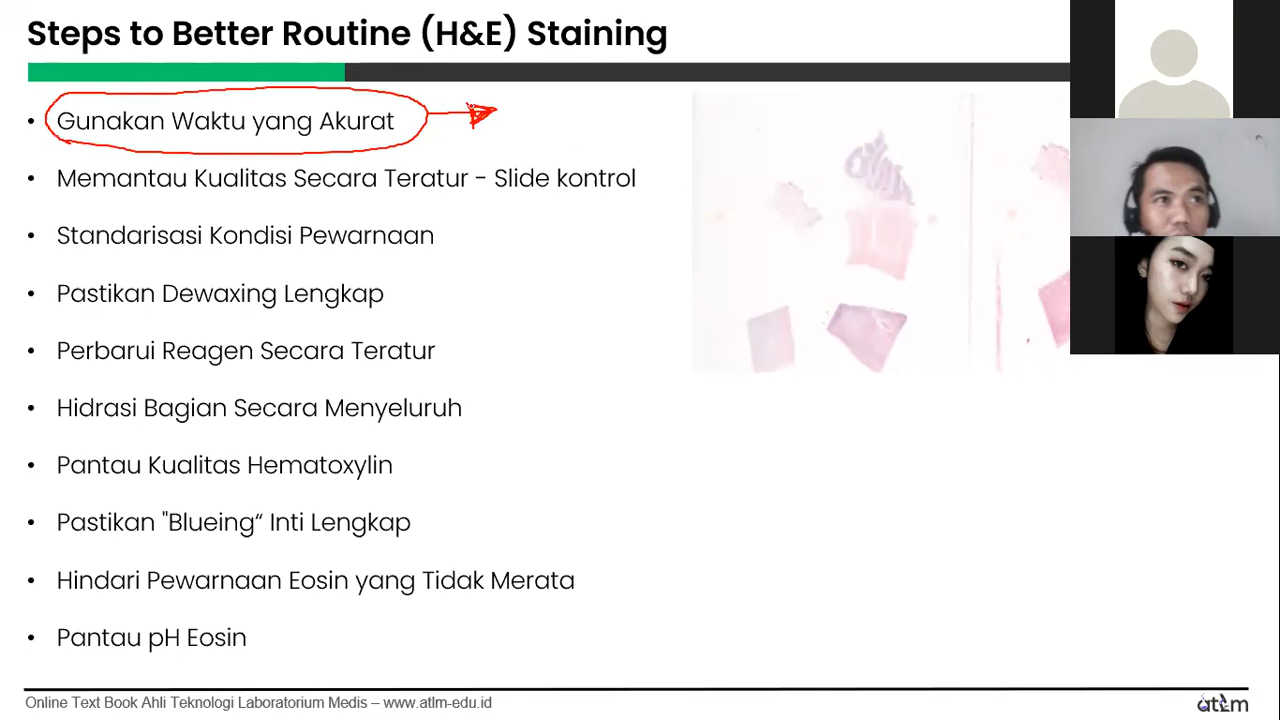 Steps to Better Routine (H&E) Staining
• Gunakan Waktu yang Akurat
• Memantau Kualitas Secara Teratur - Slide kontrol
• Standarisasi Kondisi Pewarnaan
• Pastikan Dewaxing Lengkap
• Perbarui Reagen Secara Teratur
• Hidrasi Bagian Secara Menyeluruh
• Pantau Kualitas Hematoxylin
• Pastikan "Blueing“ Inti Lengkap
• Hindari Pewarnaan Eosin yang Tidak Merata
• Pantau pH Eosin
Online Text Book Ahli Teknologi Laboratorium Medis – www.atlm-edu.id
atlm